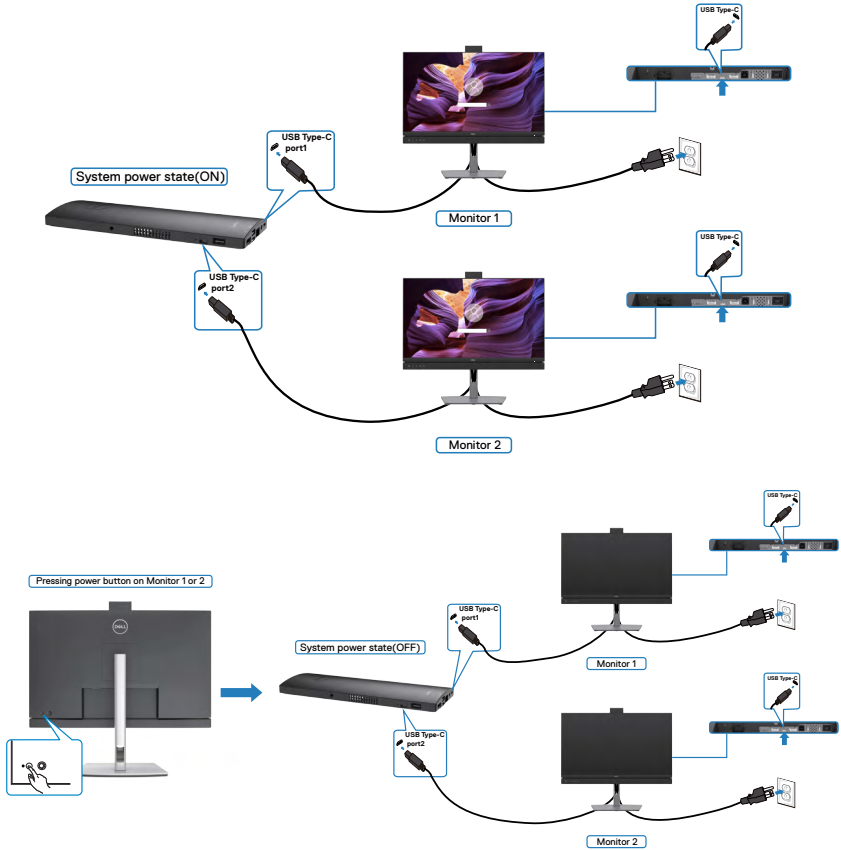 USB Type-C
USB Type-C
port1
System power state(ON)
Monitor 1
USB Type-C
USB Type-C
port2
Monitor 2
USB Type-C
Pressing power button on Monitor 1 or 2
DELL
USB Type-C
port1
System power state(OFF)
Monitor 1
USB Type-C
USB Type-C
port2
Monitor 2